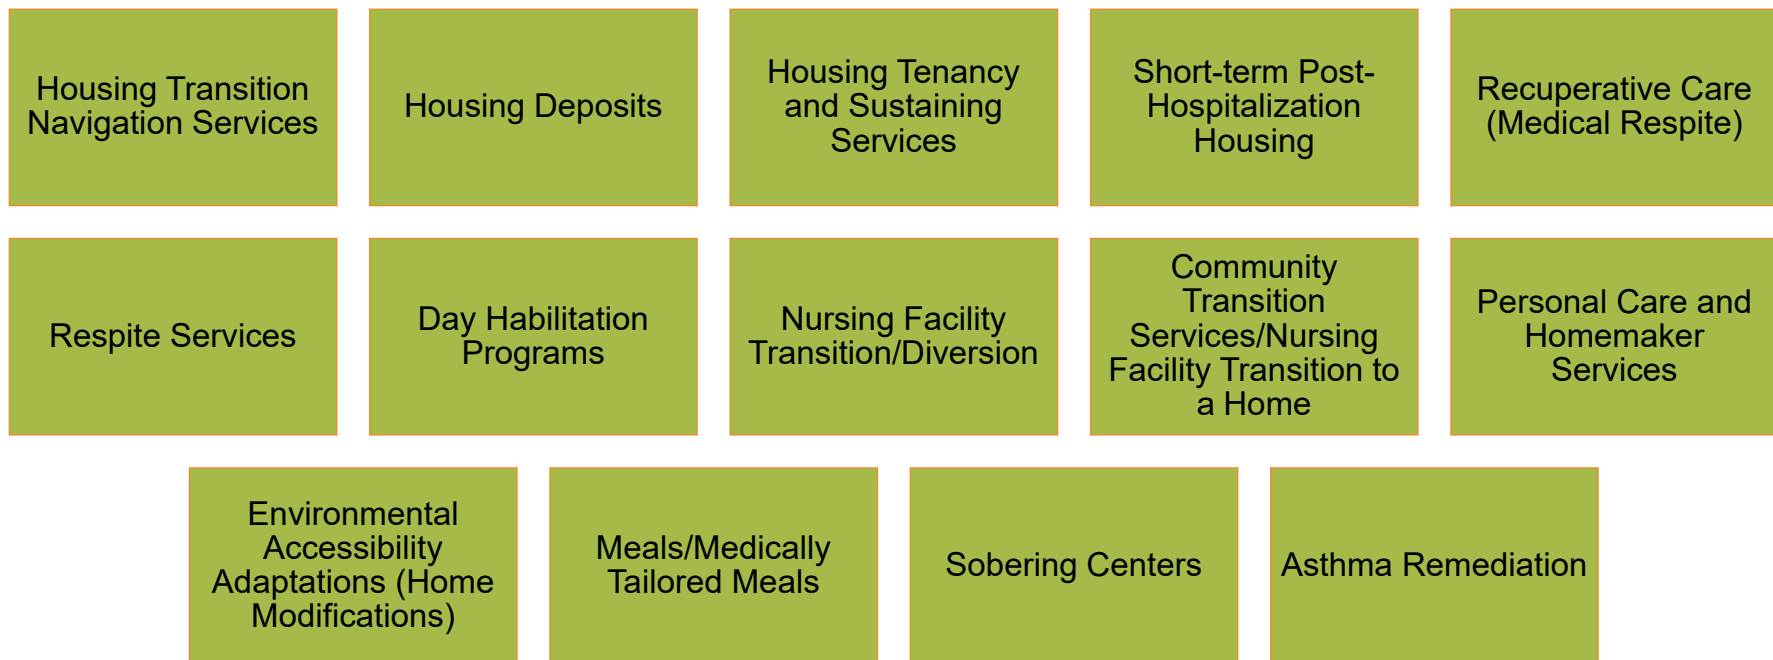 Housing Transition
Navigation Services
Housing Deposits
Housing Tenancy
and Sustaining
Services
Short-term Post-
Hospitalization
Housing
Recuperative Care
(Medical Respite)
Respite Services
Day Habilitation
Programs
Nursing Facility
Transition/Diversion
Community
Transition
Services/Nursing
Facility Transition to
a Home
Personal Care and
Homemaker
Services
Environmental
Accessibility
Adaptations (Home
Modifications)
Meals/Medically
Tailored Meals
Sobering Centers
Asthma Remediation